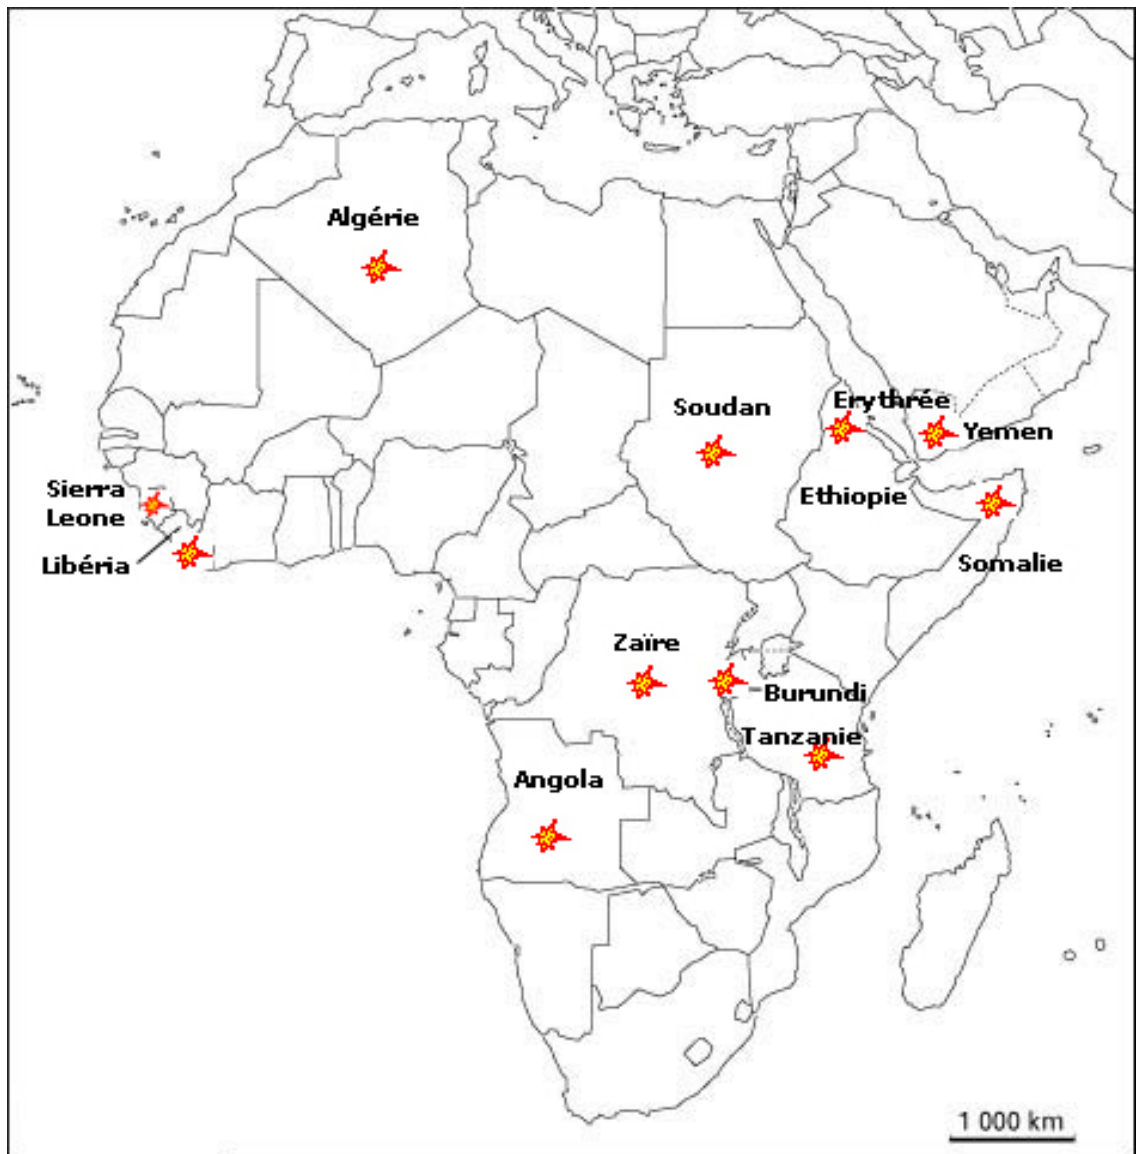 Algérie
Soudan
Erythrée
Yemen
Sierra
Leone
Ethiopie
Libéria
Somalie
Zaïre
Burundi
Tanzanie
Angola
1 000 km